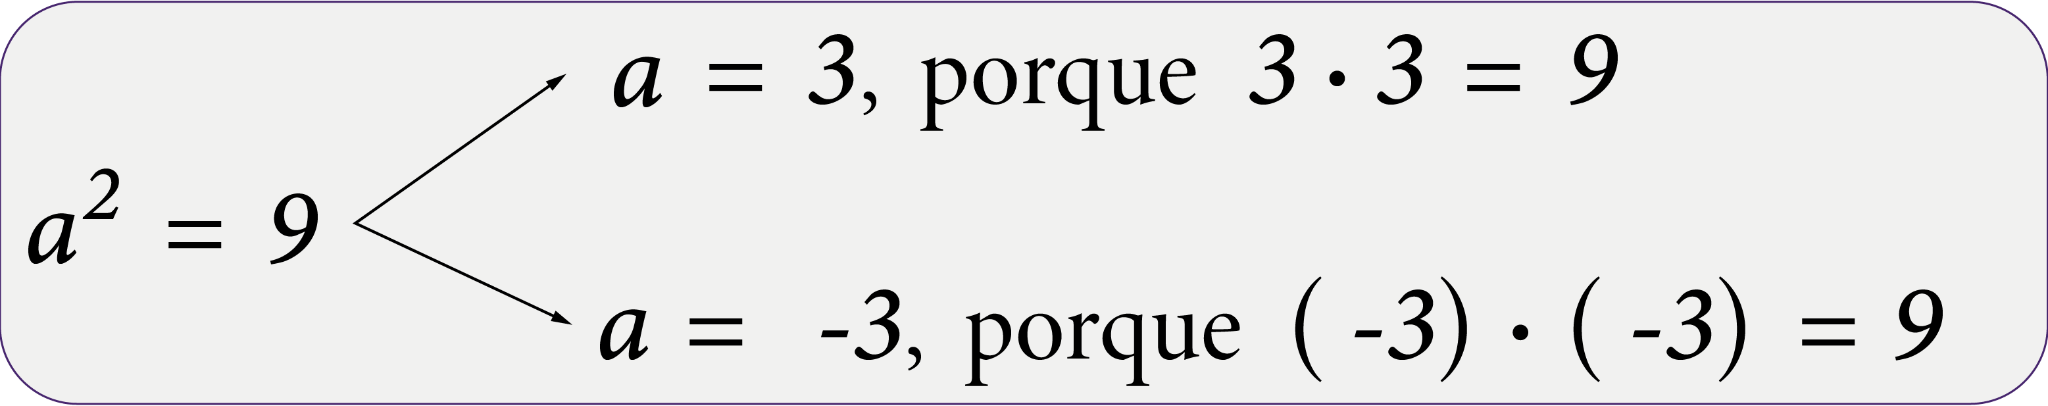 a = 3, porque 3 · 3 = 9
a² = 9
a = -3, porque ( -3) · ( -3) = 9